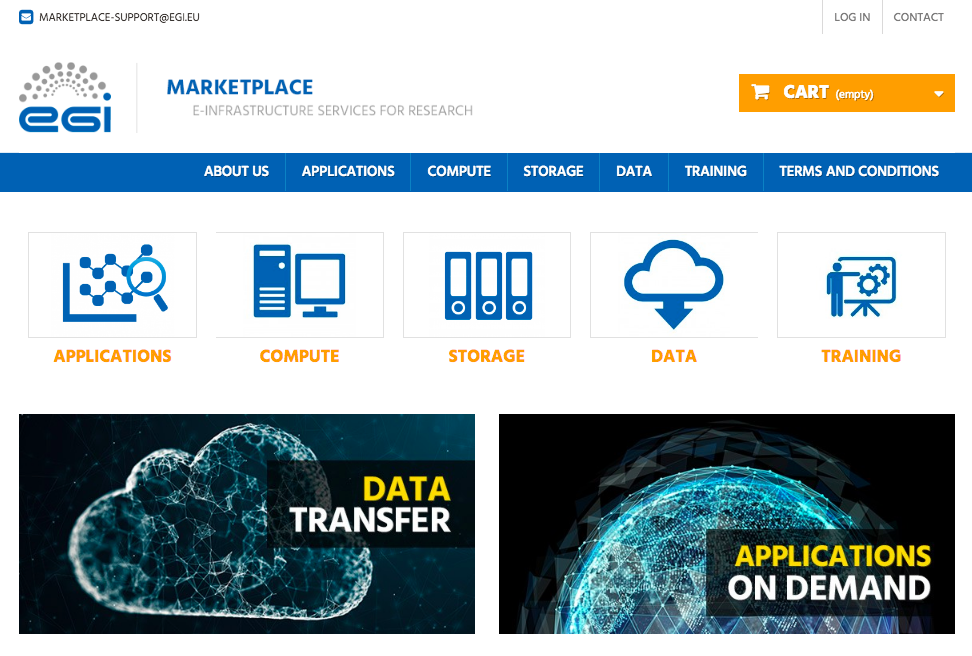 MARKETPLACE-SUPPORT@EGI.EU
LOG IN
CONTACT
egi
MARKETPLACE
E-INFRASTRUCTURE SERVICES FOR RESEARCH
CART (empty)
ABOUT US
APPLICATIONS
COMPUTE
STORAGE
DATA
TRAINING
TERMS AND CONDITIONS
APPLICATIONS
COMPUTE
STORAGE
DATA
TRAINING
DATA
TRANSFER
APPLICATIONS
ON DEMAND